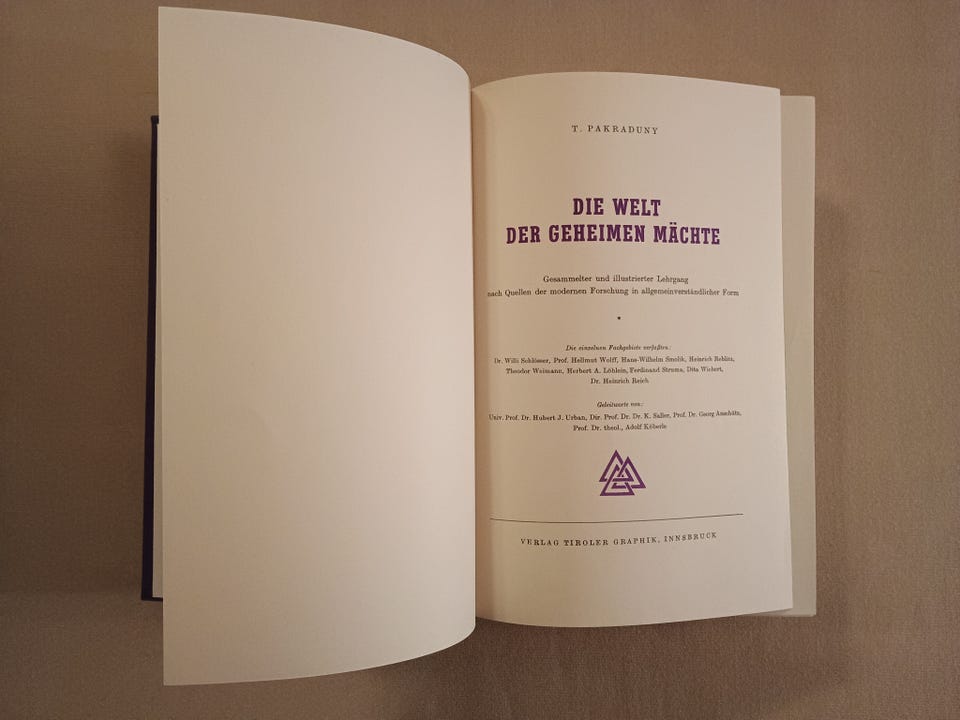 T. PAKRADUNY
DIE WELT
DER GEHEIMEN MÄCHTE
Gesammelter und illustrierter Lehrgang
nach Quellen der modernen Forschung in allgemeinverständlicher Form
*
Die einzelnen Fachgebiete verfaßten:
Dr. Willi Schlösser, Prof. Hellmut Wolff, Hans-Wilhelm Smolik, Heinrich Reblitz,
Theodor Weimann, Herbert A. Löhlein, Ferdinand Struma, Dita Wichert,
Dr. Heinrich Reich
Geleitworte von:
Univ. Prof. Dr. Hubert J. Urban, Dir. Prof. Dr. Dr. K. Saller, Prof. Dr. Georg Anschütz,
Prof. Dr. theol., Adolf Köberle
VERLAG TIROLER GRAPHIK, INNSBRUCK